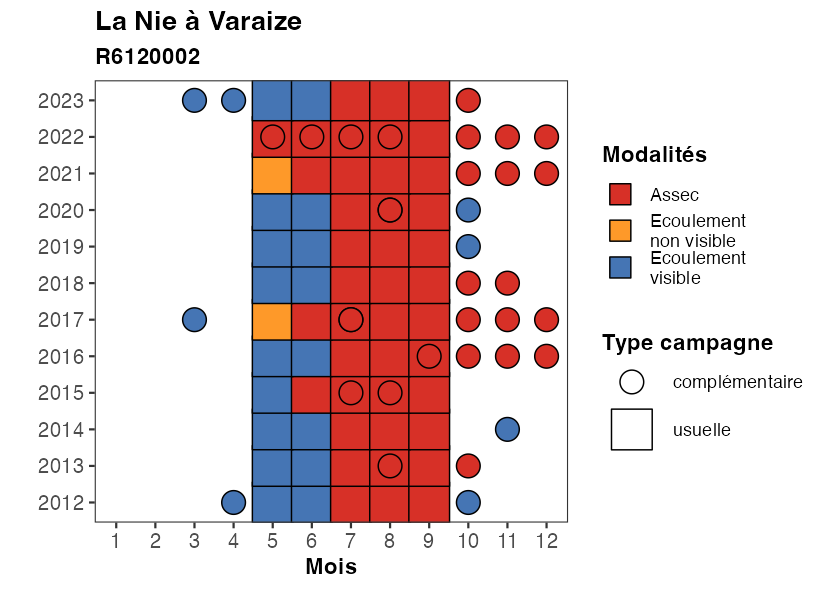 La Nie à Varaize
R6120002
2023
2022
2021
2020
2019
2018
2017
2016
2015
2014
2013
2012
1 2 3 4 5 6 7 8 9 10 11 12
Mois
Modalités
Assec
Ecoulement
non visible
Ecoulement
visible
Type campagne
complémentaire
usuelle